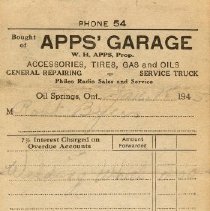 PHONE 54
Bought of APPS' GARAGE
W. H. APPS, Prop.
ACCESSORIES, TIRES, GAS and OILS
GENERAL REPAIRING - SERVICE TRUCK
Philco Radio Sales and Service
Oil Springs, Ont. 194
M
7% Interest Charged on Overdue Accounts
AMOUNT FORWARDED